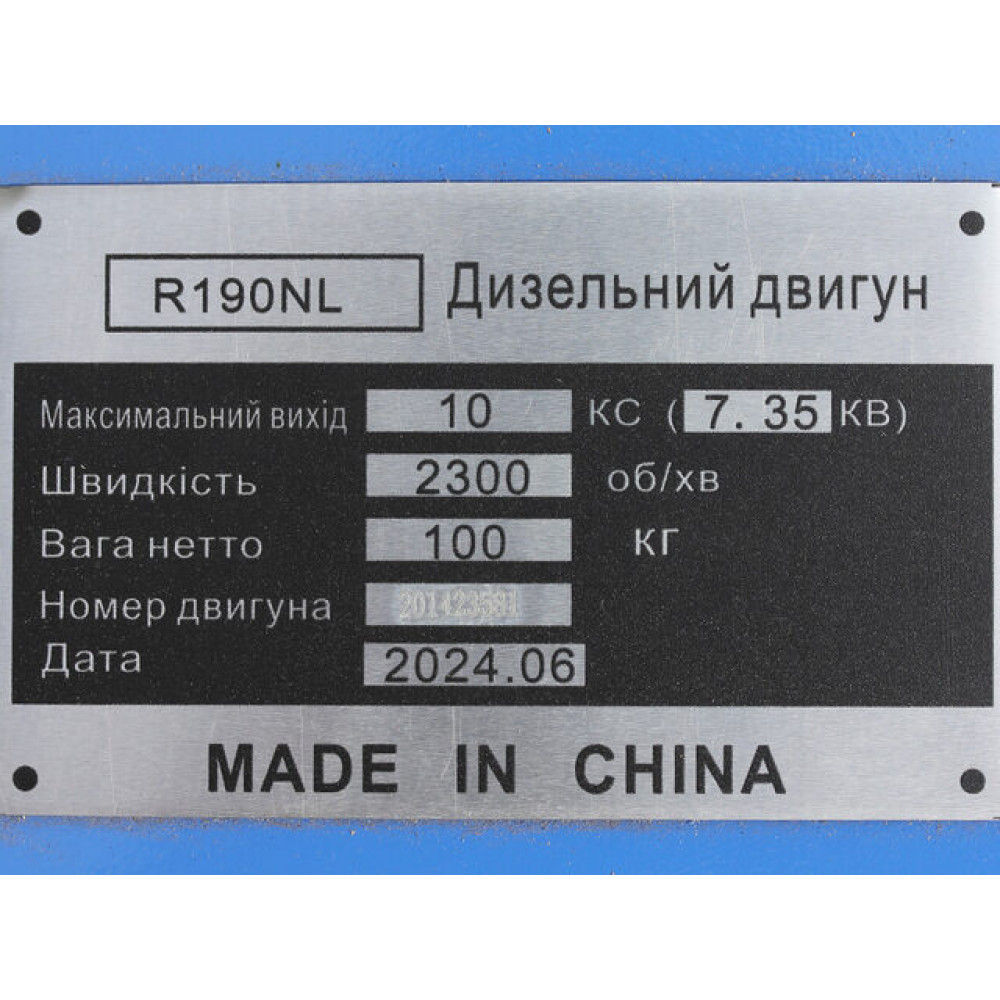 R190NL Дизельний двигун
Максимальний вихід 10 КС (7.35 КВ)
Швидкість 2300 об/хв
Вага нетто 100 кг
Номер двигуна 201423581
Дата 2024.06
MADE IN CHINA